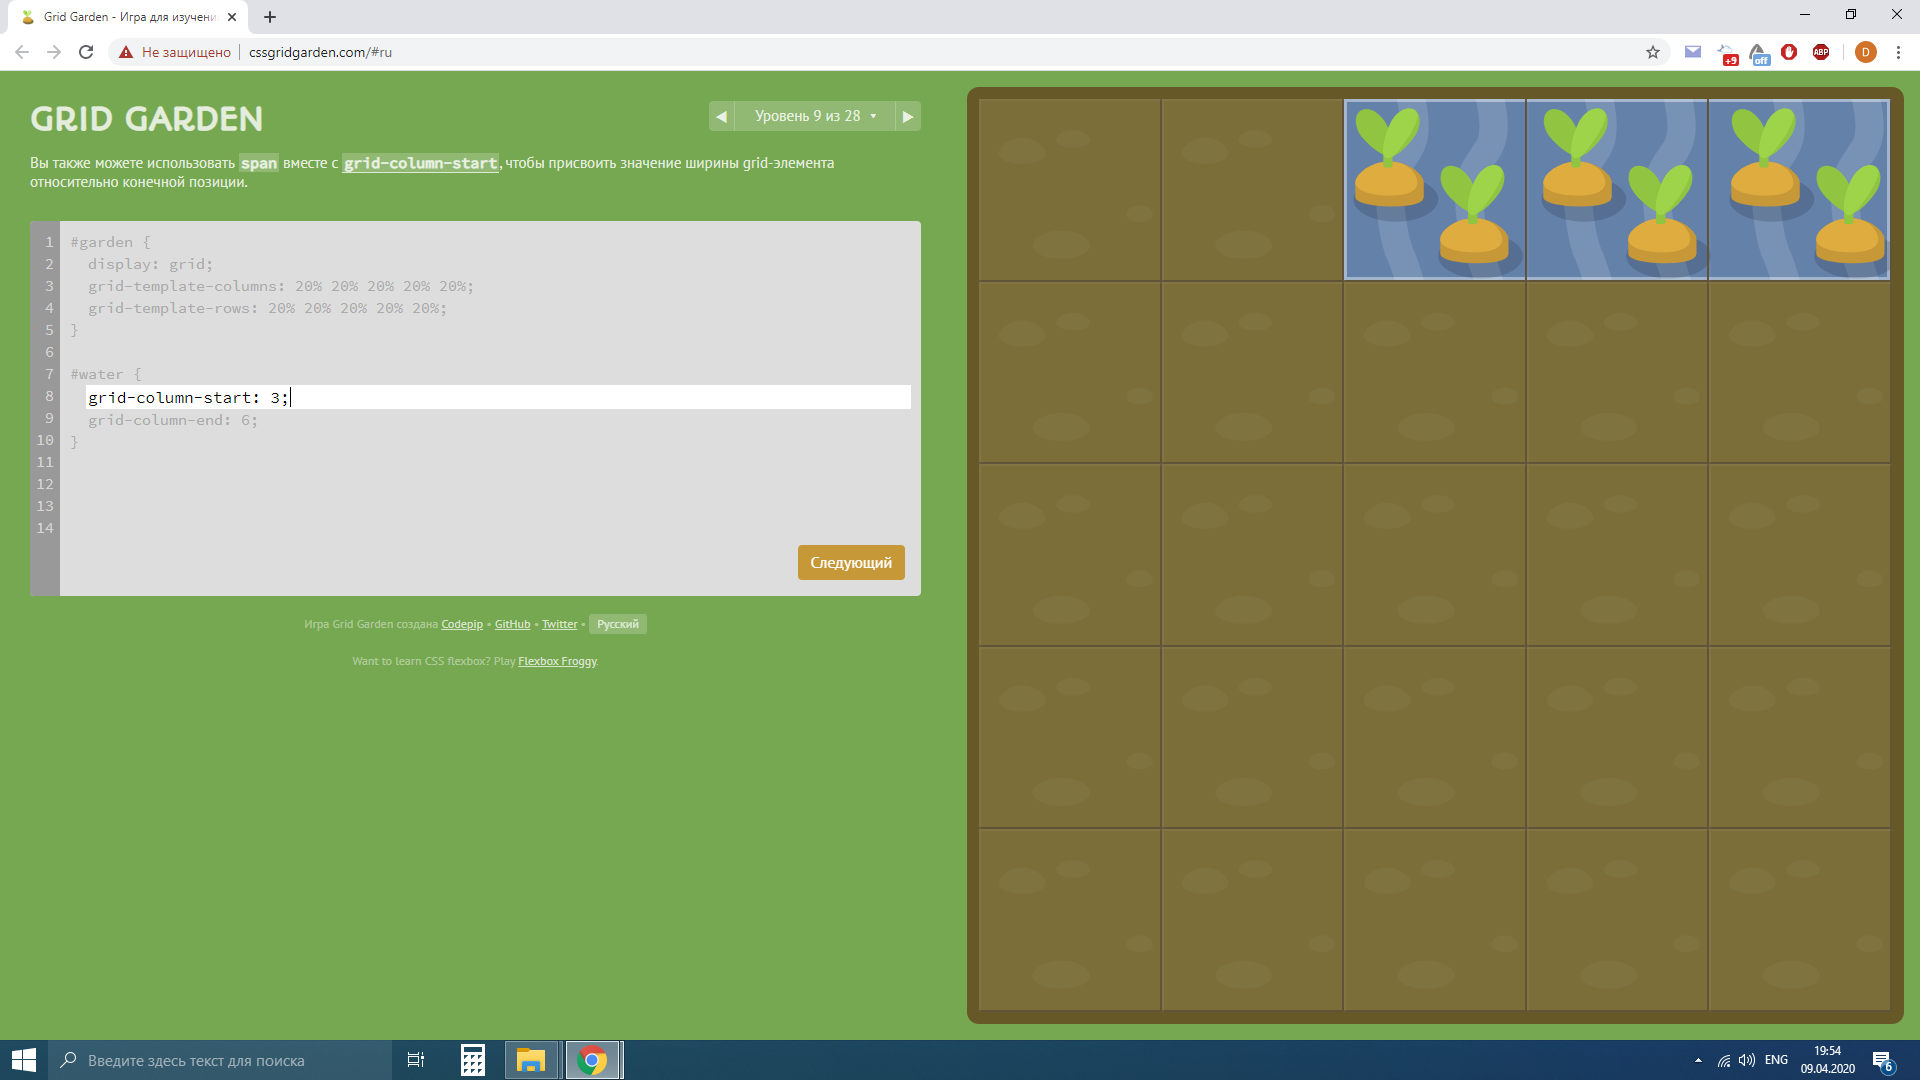 Grid Garden - Игра для изучени
Не защищено
cssgridgarden.com/#ru
+9
off
ABP
D
GRID GARDEN
◀ Уровень 9 из 28 ▼ ▶
Вы также можете использовать span вместе с grid-column-start, чтобы присвоить значение ширины grid-элемента
относительно конечной позиции.
1 #garden {
2 display: grid;
3 grid-template-columns: 20% 20% 20% 20% 20%;
4 grid-template-rows: 20% 20% 20% 20% 20%;
5 }
6
7 #water {
8 grid-column-start: 3;
9 grid-column-end: 6;
10 }
11
12
13
14
Следующий
Игра Grid Garden создана Codepip • GitHub • Twitter • Русский
Want to learn CSS flexbox? Play Flexbox Froggy.
Введите здесь текст для поиска
ENG
19:54
09.04.2020
6